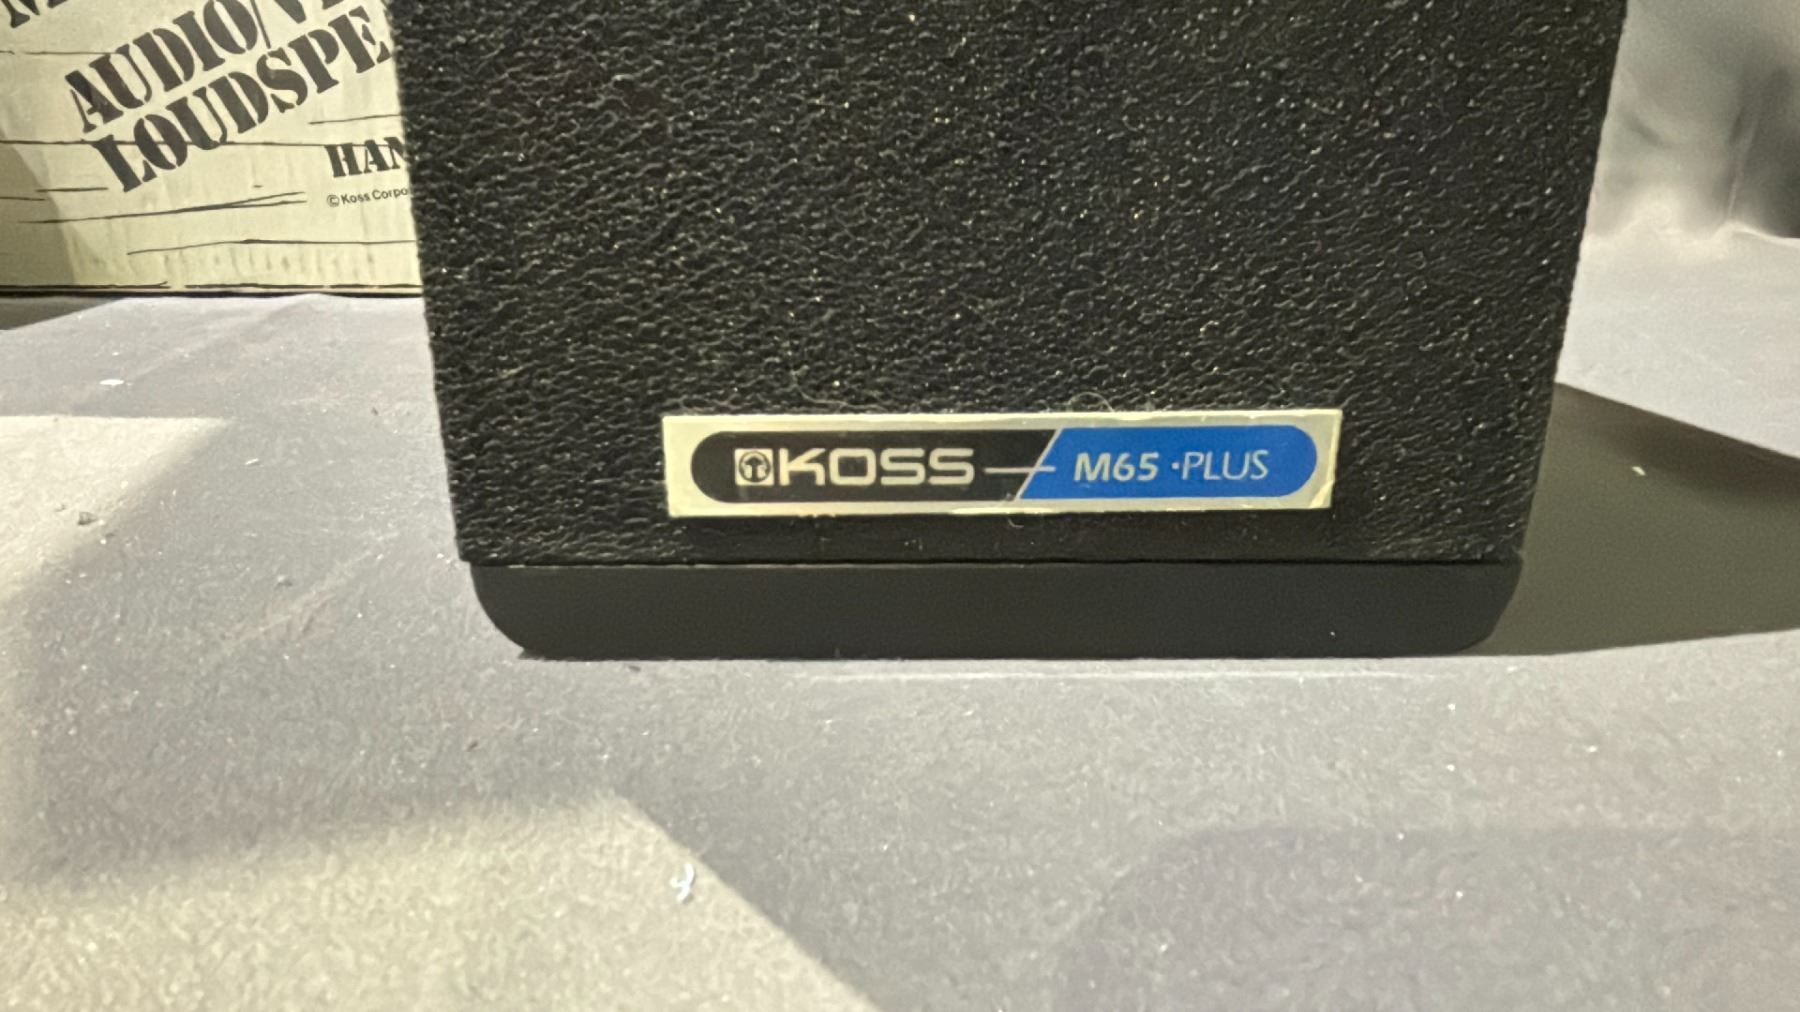 AUDIO/
LOUDSPE
HAN
© Koss Corpo
KOSS M65 •PLUS